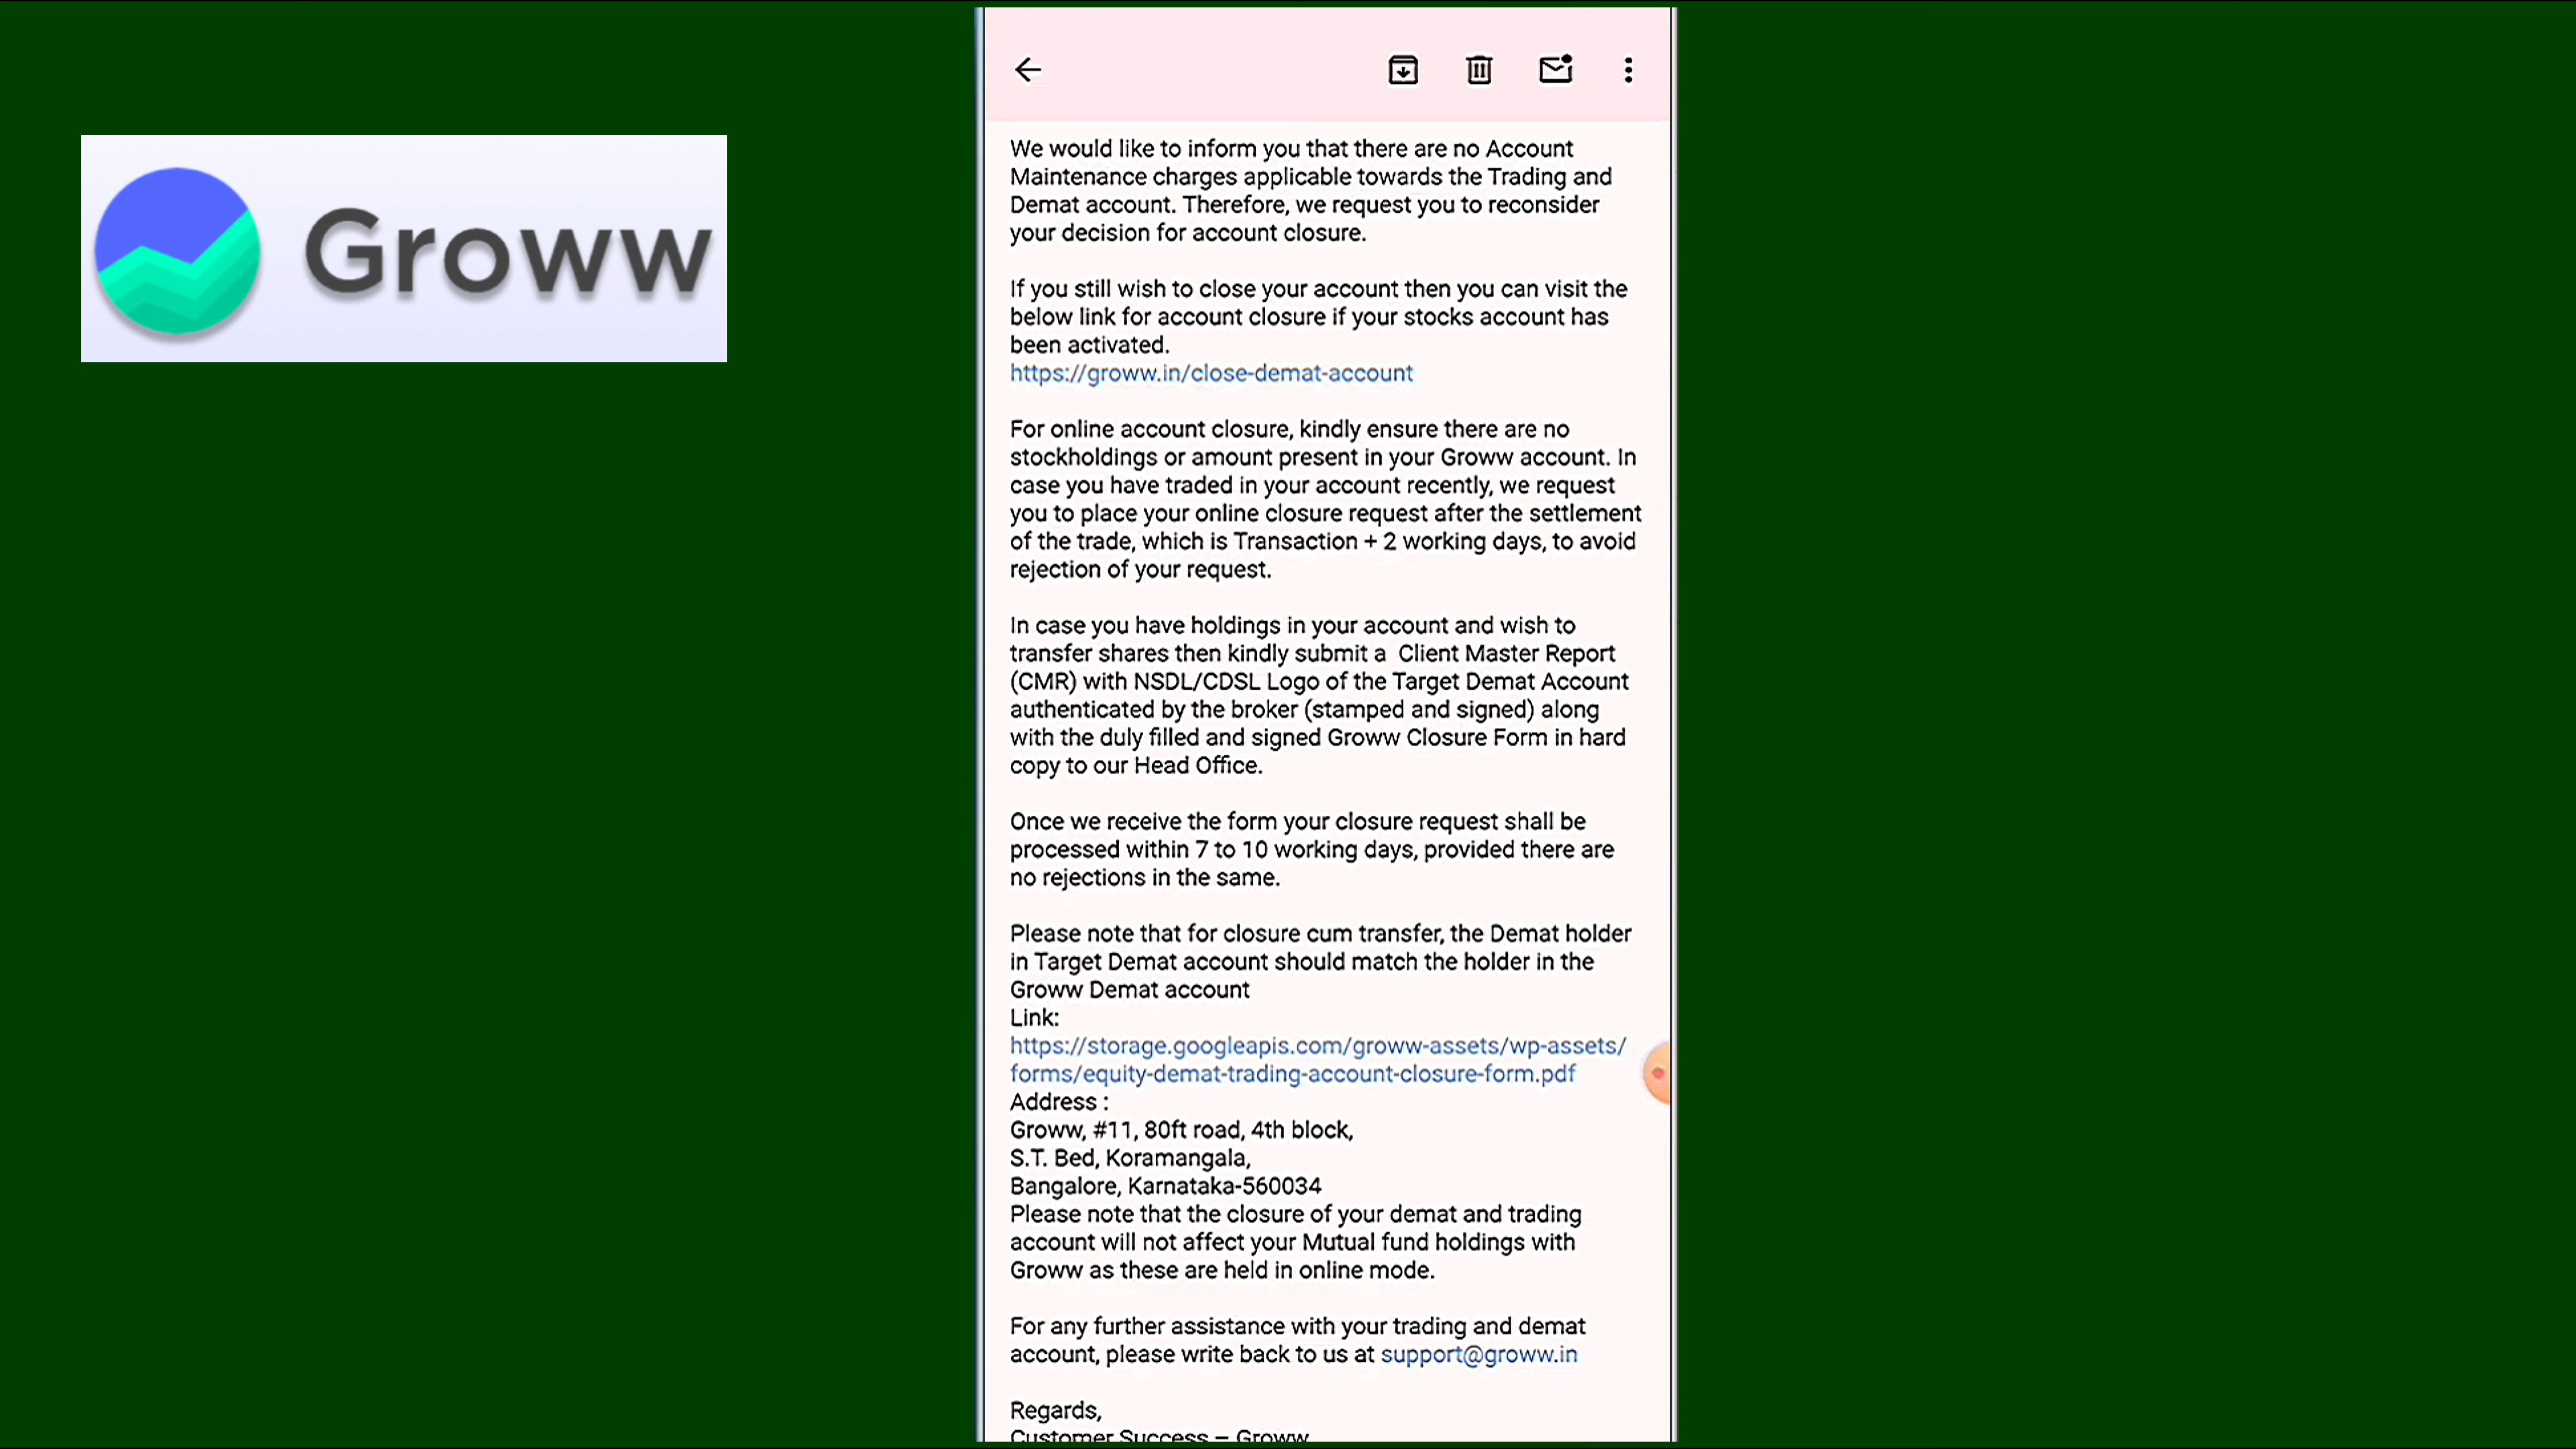 Groww
We would like to inform you that there are no Account
Maintenance charges applicable towards the Trading and
Demat account. Therefore, we request you to reconsider
your decision for account closure.
If you still wish to close your account then you can visit the
below link for account closure if your stocks account has
been activated.
https://groww.in/close-demat-account
For online account closure, kindly ensure there are no
stockholdings or amount present in your Groww account. In
case you have traded in your account recently, we request
you to place your online closure request after the settlement
of the trade, which is Transaction + 2 working days, to avoid
rejection of your request.
In case you have holdings in your account and wish to
transfer shares then kindly submit a  Client Master Report
(CMR) with NSDL/CDSL Logo of the Target Demat Account
authenticated by the broker (stamped and signed) along
with the duly filled and signed Groww Closure Form in hard
copy to our Head Office.
Once we receive the form your closure request shall be
processed within 7 to 10 working days, provided there are
no rejections in the same.
Please note that for closure cum transfer, the Demat holder
in Target Demat account should match the holder in the
Groww Demat account
Link:
https://storage.googleapis.com/groww-assets/wp-assets/
forms/equity-demat-trading-account-closure-form.pdf
Address :
Groww, #11, 80ft road, 4th block,
S.T. Bed, Koramangala,
Bangalore, Karnataka-560034
Please note that the closure of your demat and trading
account will not affect your Mutual fund holdings with
Groww as these are held in online mode.
For any further assistance with your trading and demat
account, please write back to us at support@groww.in
Regards,
Customer Success – Groww